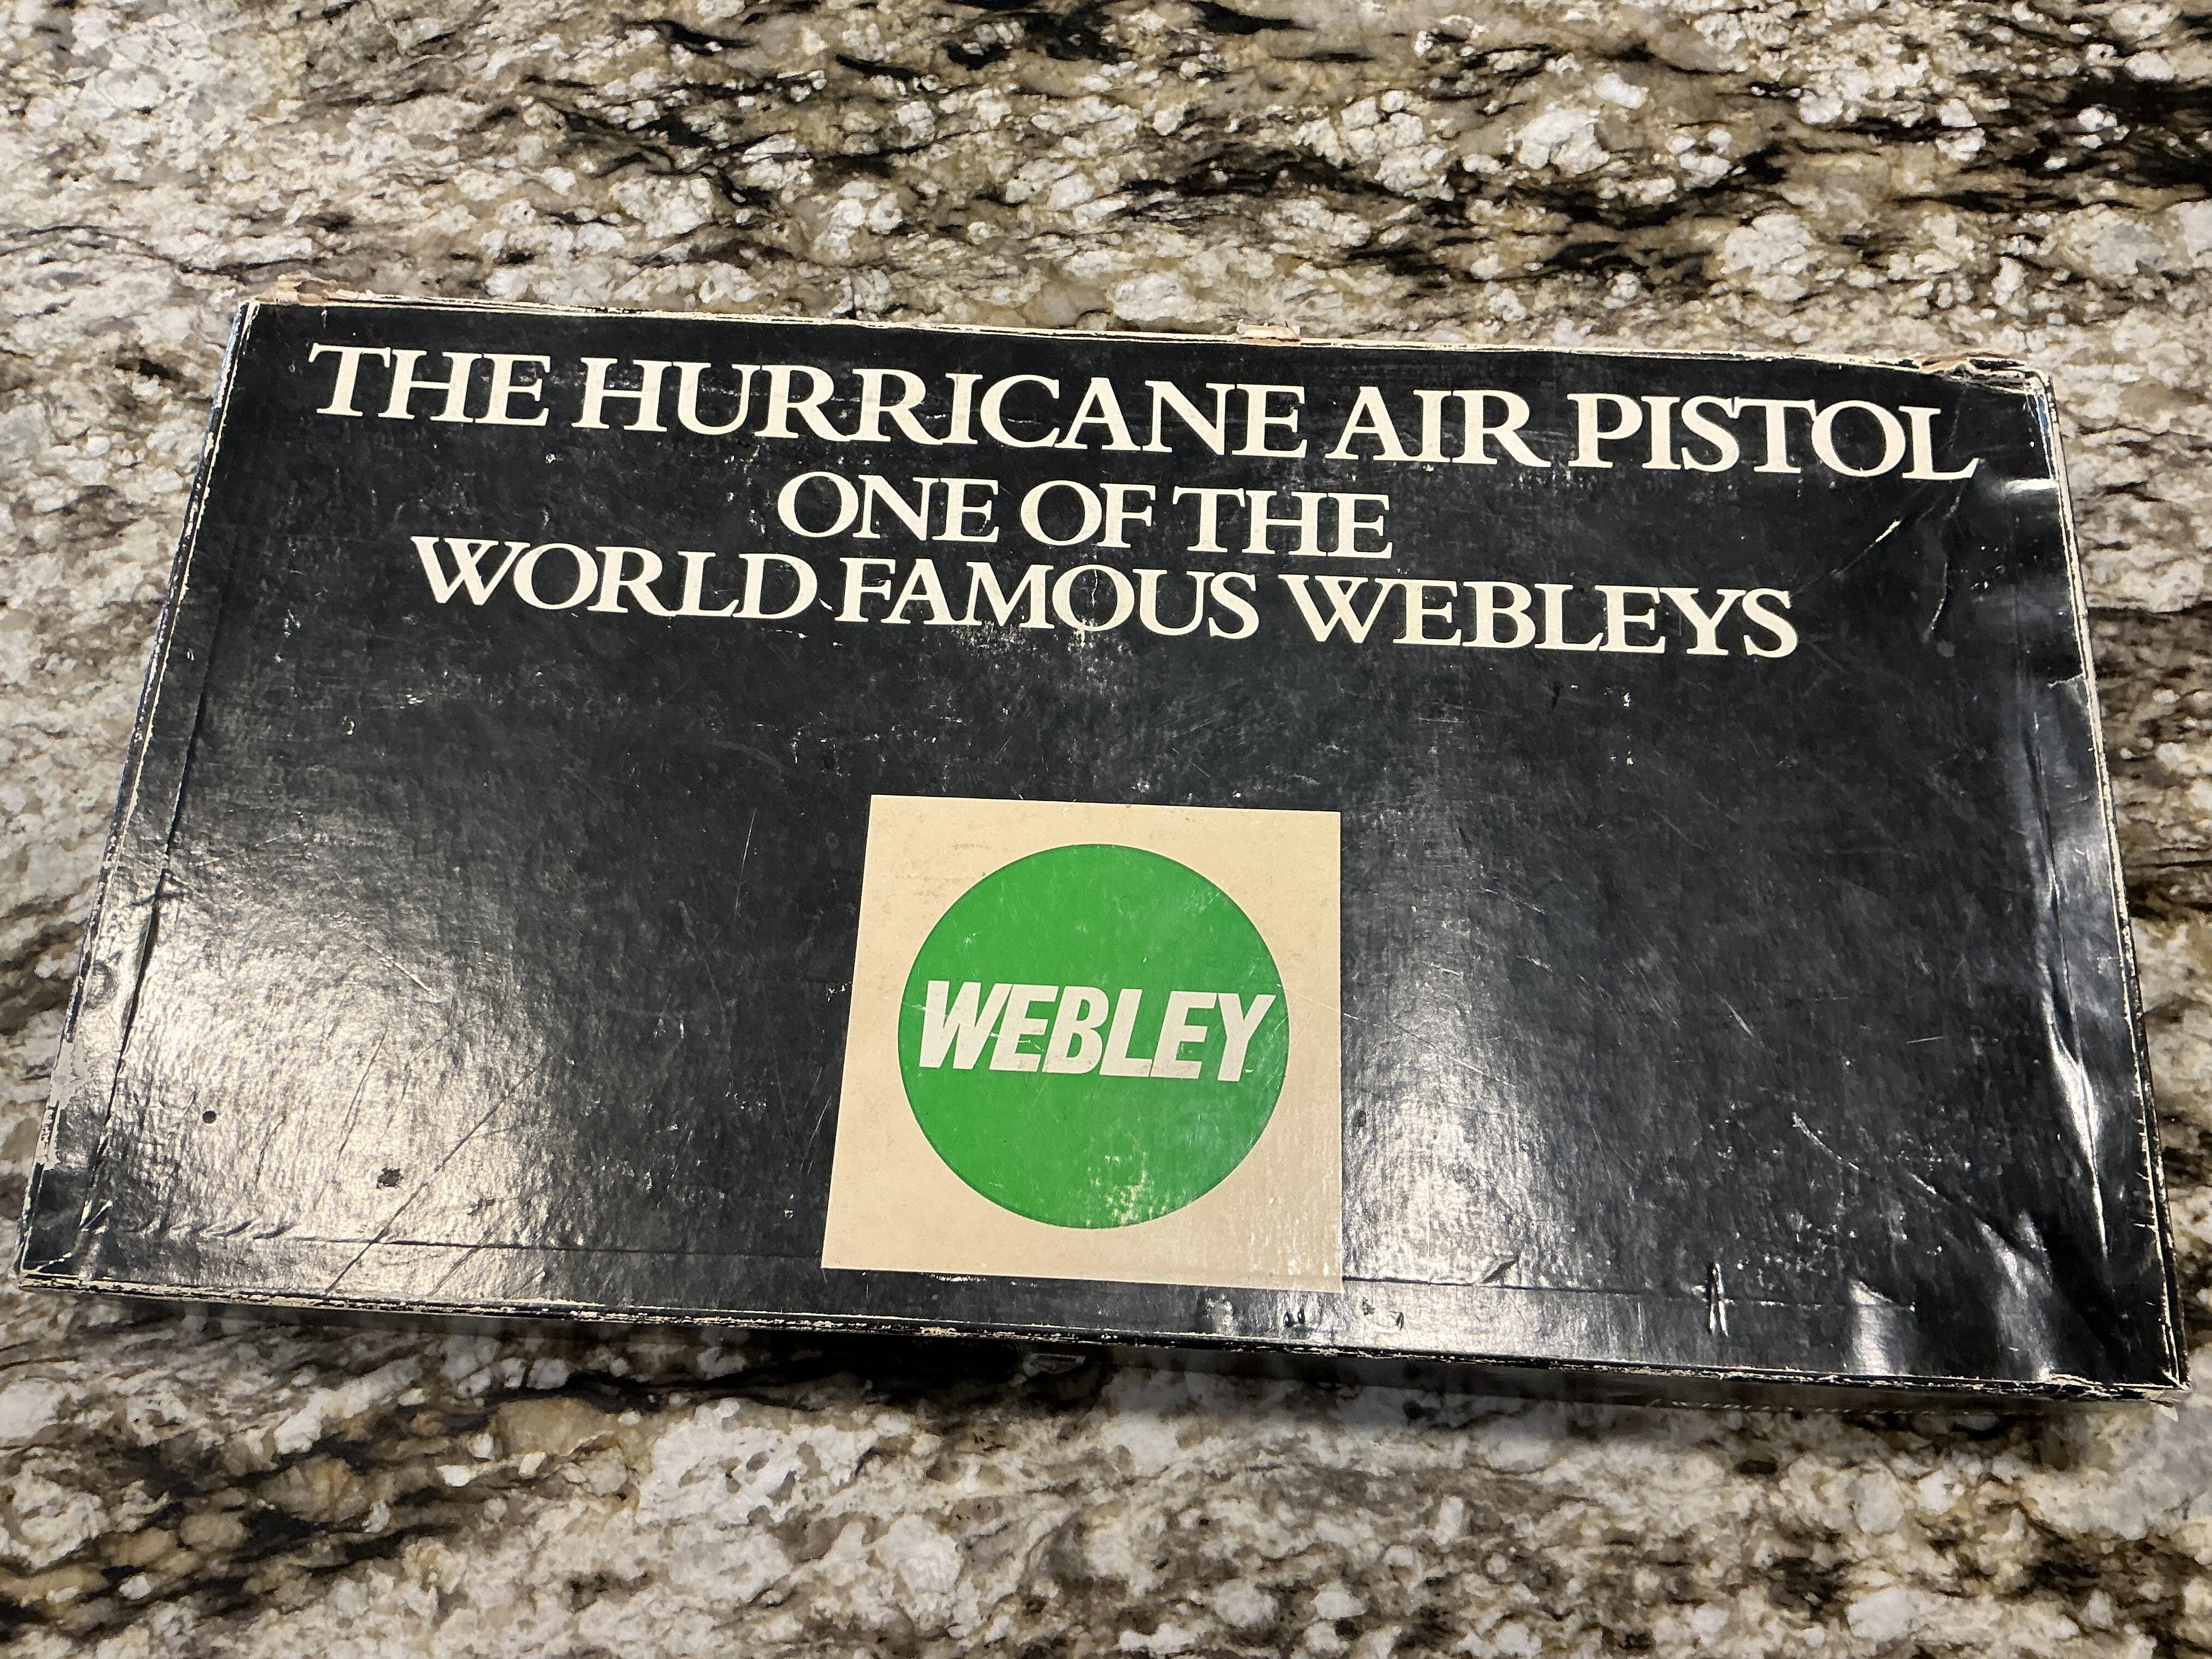 THE HURRICANE AIR PISTOL
ONE OF THE
WORLD FAMOUS WEBLEYS
WEBLEY